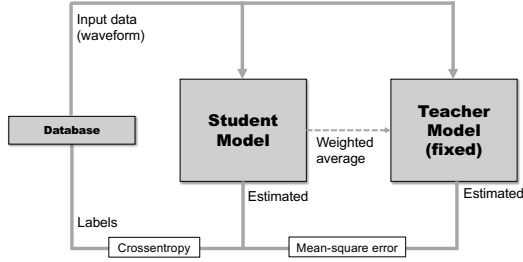 Input data
(waveform)
Database
Student
Model
Weighted
average
Teacher
Model
(fixed)
Estimated
Estimated
Labels
Crossentropy
Mean-square error